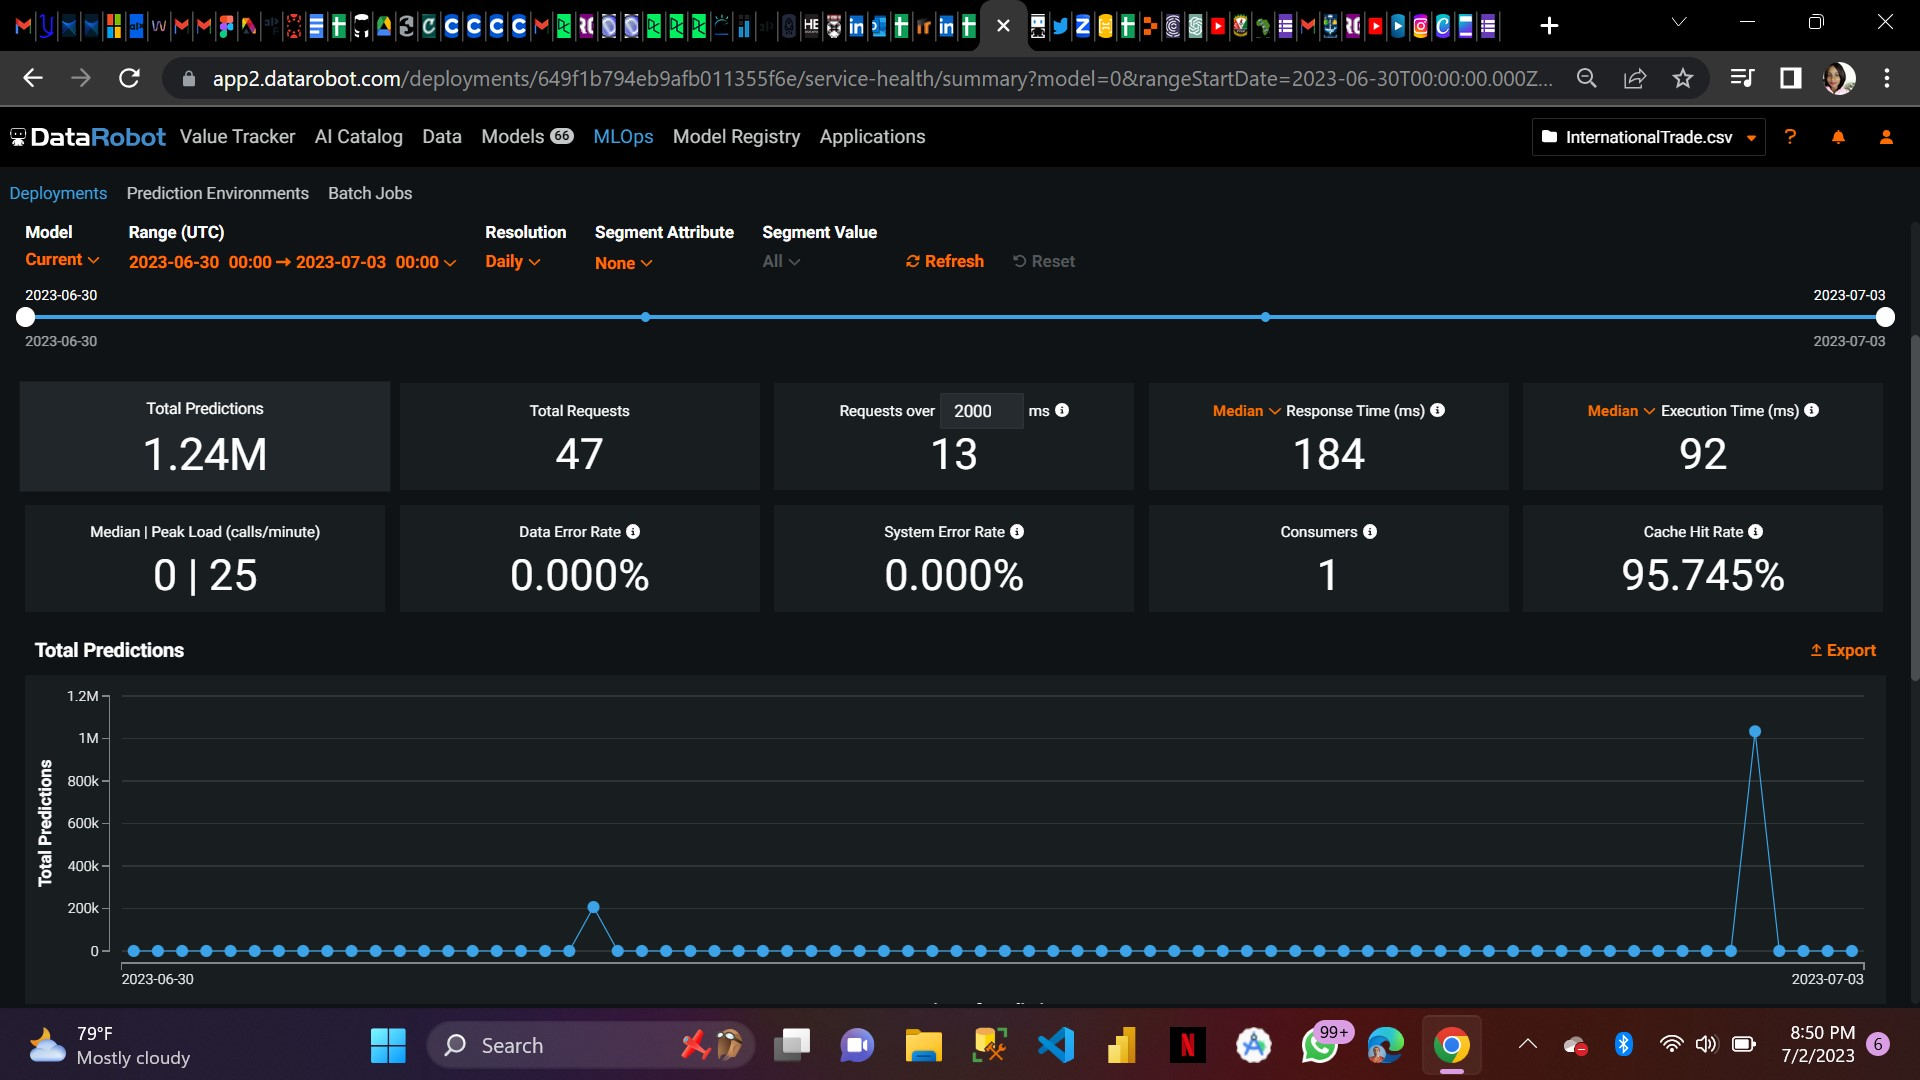 app2.datarobot.com/deployments/649f1b794eb9afb011355f6e/service-health/summary?model=0&rangeStartDate=2023-06-30T00:00:00.000Z...
DataRobot Value Tracker AI Catalog Data Models 66 MLOps Model Registry Applications InternationalTrade.csv ?
Deployments Prediction Environments Batch Jobs
Model Range (UTC) Resolution Segment Attribute Segment Value
Current 2023-06-30 00:00 → 2023-07-03 00:00 Daily None All Refresh Reset
2023-06-30 2023-07-03
2023-06-30 2023-07-03
Total Predictions Total Requests Requests over 2000 ms Median Response Time (ms) Median Execution Time (ms)
1.24M 47 13 184 92
Median | Peak Load (calls/minute) Data Error Rate System Error Rate Consumers Cache Hit Rate
0 | 25 0.000% 0.000% 1 95.745%
Total Predictions Export
1.2M
1M
800k
600k
400k
200k
0
Total Predictions
2023-06-30 2023-07-03
79°F
Mostly cloudy
Search
99+
8:50 PM
7/2/2023
6